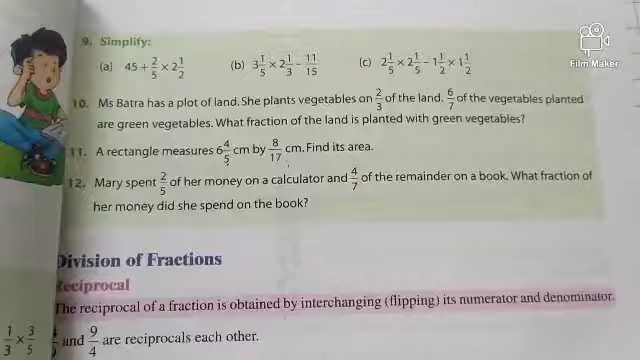 9. Simplify:
(a) 45 + 2/5 × 2 1/2 (b) 3 1/5 × 2 1/3 − 11/15 (c) 2 1/5 × 2 1/5 − 1 1/2 × 1 1/2
Film Maker
10. Ms Batra has a plot of land. She plants vegetables on 2/3 of the land. 6/7 of the vegetables planted
are green vegetables. What fraction of the land is planted with green vegetables?
11. A rectangle measures 6 4/5 cm by 8/17 cm. Find its area.
12. Mary spent 2/5 of her money on a calculator and 4/7 of the remainder on a book. What fraction of
her money did she spend on the book?
Division of Fractions
Reciprocal
The reciprocal of a fraction is obtained by interchanging (flipping) its numerator and denominator.
1/3 × 3/5 and 9/4 are reciprocals each other.